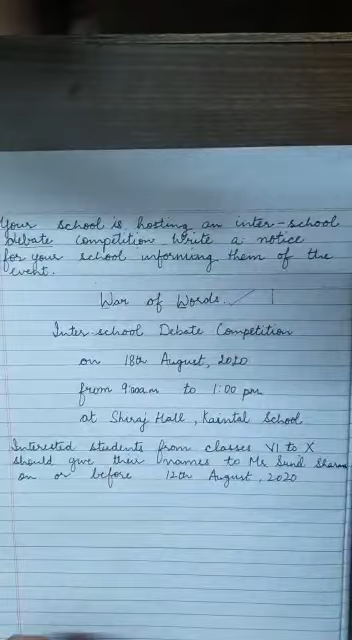 Your school is hosting an inter-school
debate competition Write a notice
for your school informing them of the
event.
War of Words.
Inter-school Debate Competition
on 18th August, 2020
from 9:00am to 1:00 pm
at Shiraj Hall, Kaintal School
Interested students from classes VI to X
should give their names to Mr Sunil Sharma
on or before 12th August, 2020